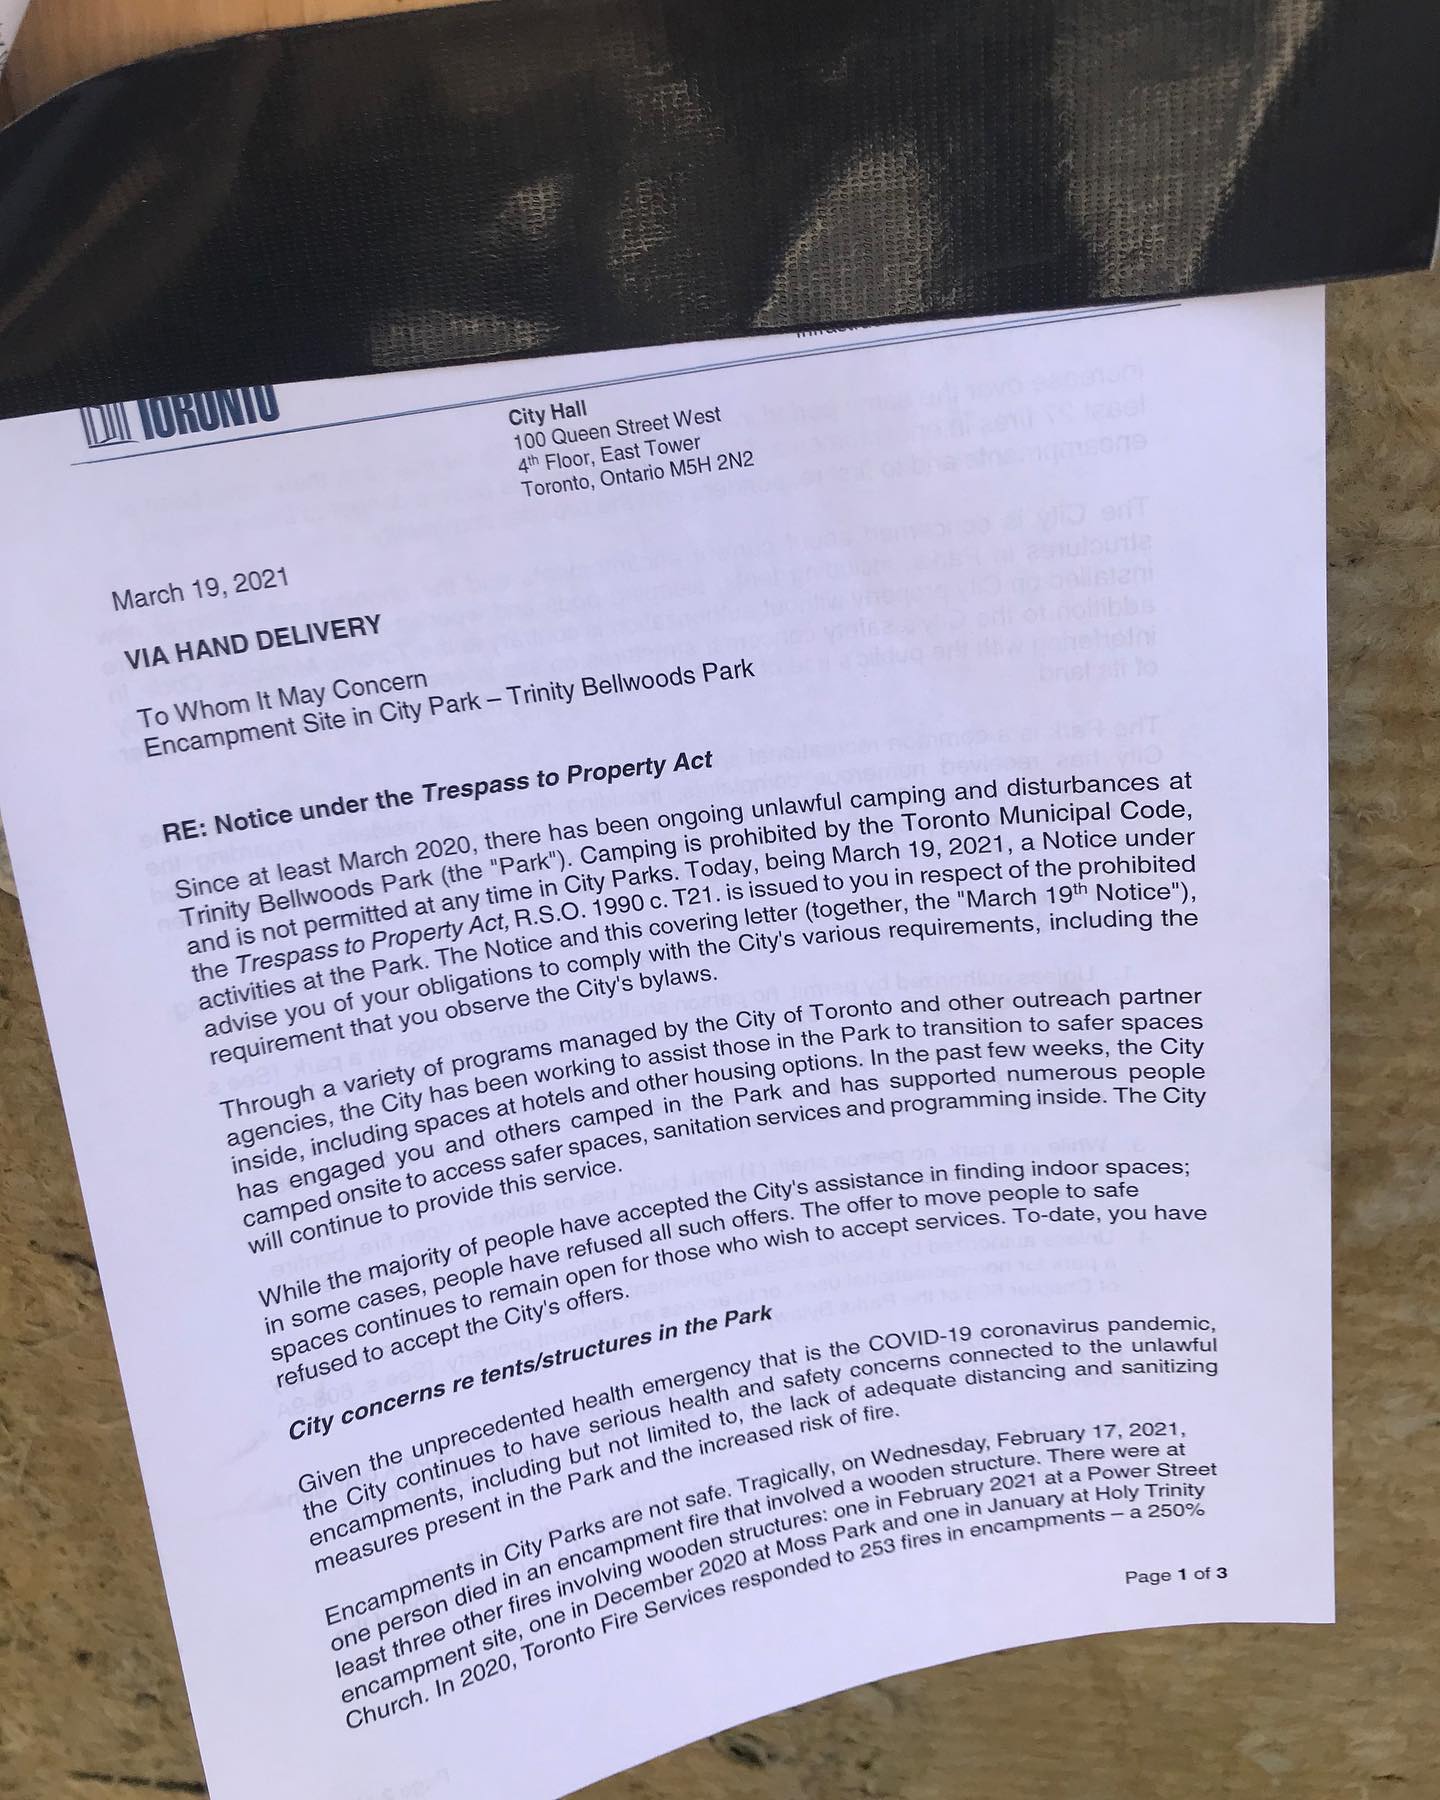 TORONTO
City Hall
100 Queen Street West
4th Floor, East Tower
Toronto, Ontario M5H 2N2
March 19, 2021
VIA HAND DELIVERY
To Whom It May Concern
Encampment Site in City Park – Trinity Bellwoods Park
RE: Notice under the Trespass to Property Act
Since at least March 2020, there has been ongoing unlawful camping and disturbances at
Trinity Bellwoods Park (the "Park"). Camping is prohibited by the Toronto Municipal Code,
and is not permitted at any time in City Parks. Today, being March 19, 2021, a Notice under
the Trespass to Property Act, R.S.O. 1990 c. T21. is issued to you in respect of the prohibited
activities at the Park. The Notice and this covering letter (together, the "March 19th Notice"),
advise you of your obligations to comply with the City's various requirements, including the
requirement that you observe the City's bylaws.
Through a variety of programs managed by the City of Toronto and other outreach partner
agencies, the City has been working to assist those in the Park to transition to safer spaces
inside, including spaces at hotels and other housing options. In the past few weeks, the City
has engaged you and others camped in the Park and has supported numerous people
camped onsite to access safer spaces, sanitation services and programming inside. The City
will continue to provide this service.
While the majority of people have accepted the City's assistance in finding indoor spaces;
in some cases, people have refused all such offers. The offer to move people to safe
spaces continues to remain open for those who wish to accept services. To-date, you have
refused to accept the City's offers.
City concerns re tents/structures in the Park
Given the unprecedented health emergency that is the COVID-19 coronavirus pandemic,
the City continues to have serious health and safety concerns connected to the unlawful
encampments, including but not limited to, the lack of adequate distancing and sanitizing
measures present in the Park and the increased risk of fire.
Encampments in City Parks are not safe. Tragically, on Wednesday, February 17, 2021,
one person died in an encampment fire that involved a wooden structure. There were at
least three other fires involving wooden structures: one in February 2021 at a Power Street
encampment site, one in December 2020 at Moss Park and one in January at Holy Trinity
Church. In 2020, Toronto Fire Services responded to 253 fires in encampments – a 250%
Page 1 of 3